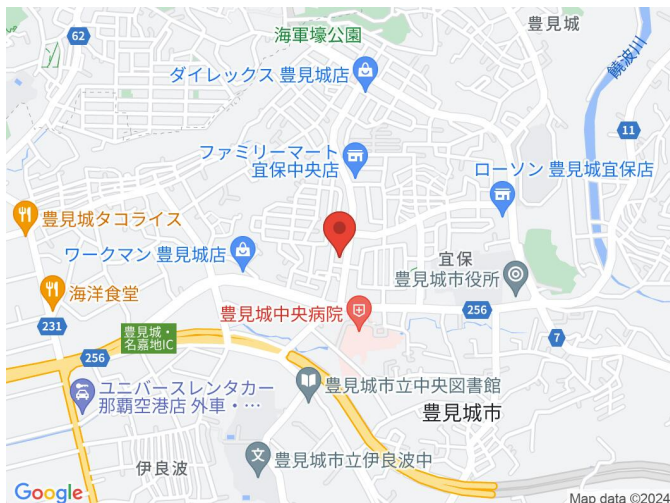 海軍壕公園
豊見城
62
饒波川
ダイレックス 豊見城店
11
ファミリーマート
宜保中央店
ローソン 豊見城宜保店
豊見城タコライス
ワークマン 豊見城店
宜保
豊見城市役所
海洋食堂
豊見城中央病院
256
231
豊見城・
名嘉地IC
7
256
ユニバースレンタカー
那覇空港店 外車・…
豊見城市立中央図書館
豊見城市
伊良波
豊見城市立伊良波中
文
Google
Map data ©2024